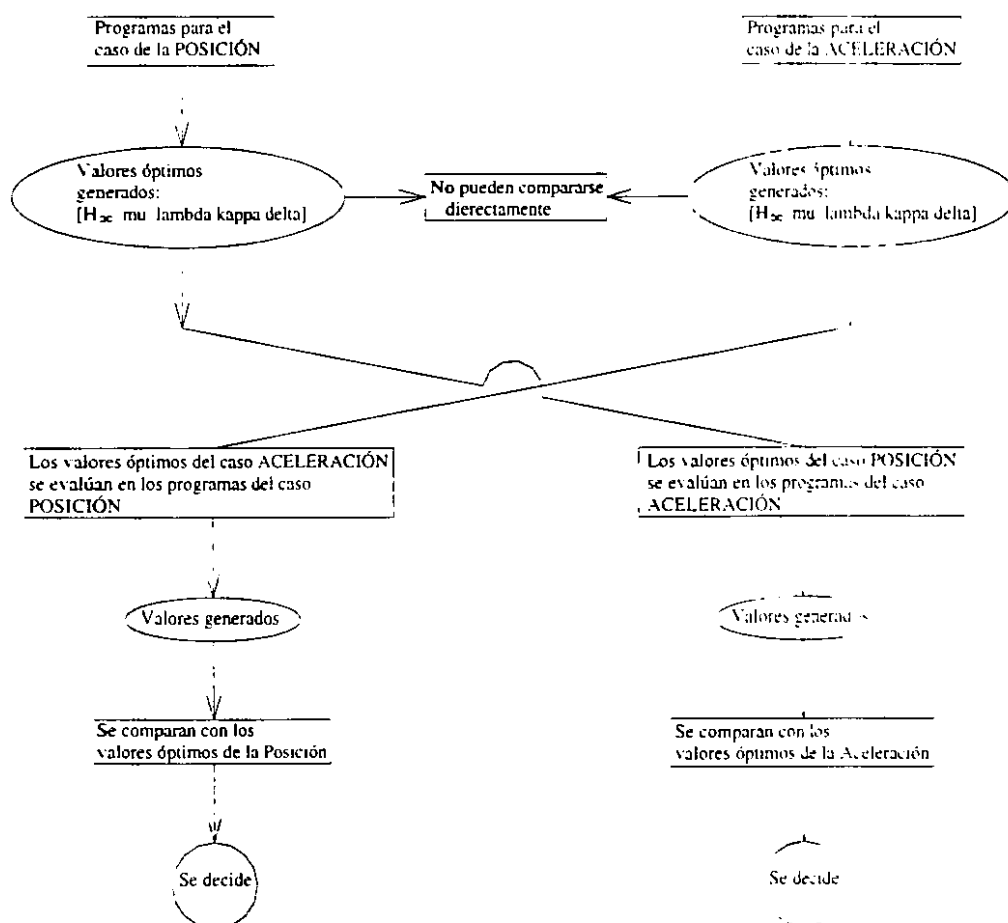 Programas para el
caso de la POSICIÓN
Programas para el
caso de la ACELERACIÓN
Valores óptimos
generados:
[H∞ mu lambda kappa delta]
No pueden compararse
dierectamente
Valores óptimos
generados:
[H∞ mu lambda kappa delta]
Los valores óptimos del caso ACELERACIÓN
se evalúan en los programas del caso
POSICIÓN
Los valores óptimos del caso POSICIÓN
se evalúan en los programas del caso
ACELERACIÓN
Valores generados
Valores generados
Se comparan con los
valores óptimos de la Posición
Se comparan con los
valores óptimos de la Aceleración
Se decide
Se decide